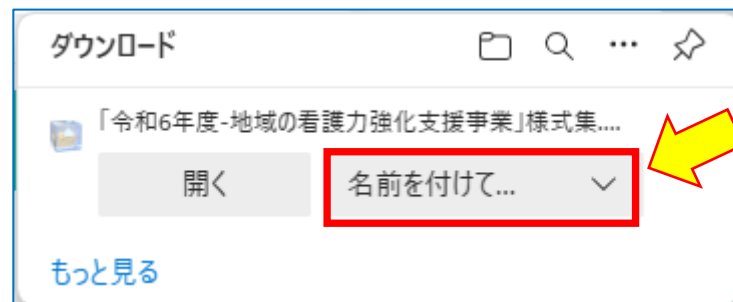 ダウンロード
「令和6年度-地域の看護力強化支援事業」様式集....
開く
名前を付けて...
もっと見る